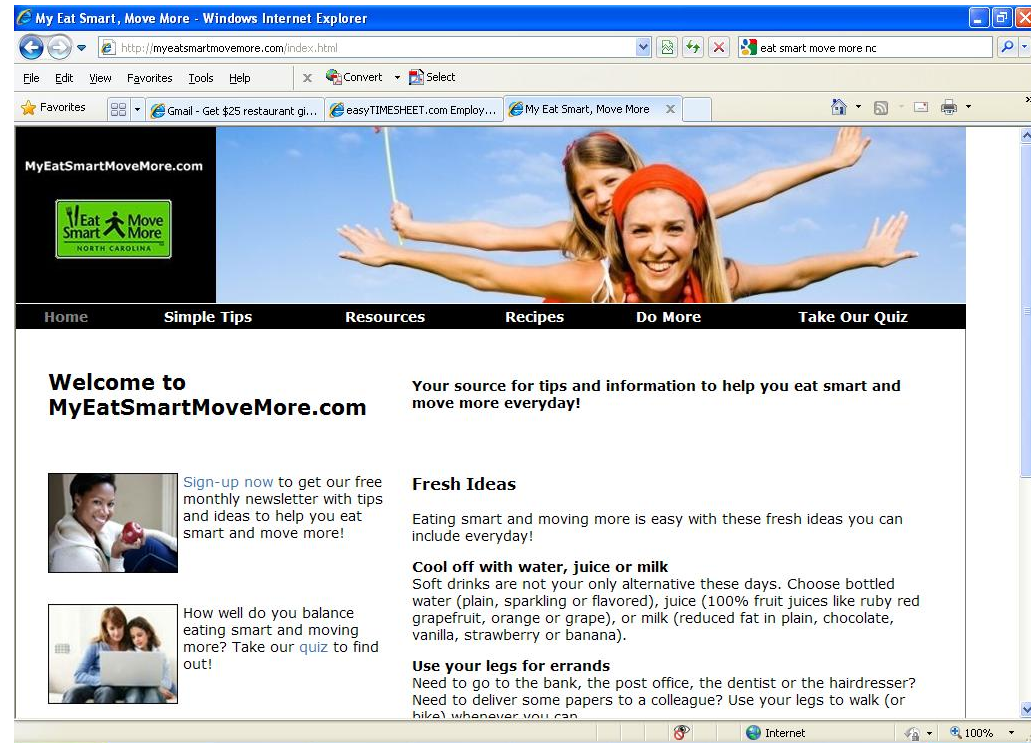 My Eat Smart, Move More - Windows Internet Explorer
http://myeatsmartmovemore.com/index.html
eat smart move more nc
File Edit View Favorites Tools Help x Convert Select
Favorites Gmail - Get $25 restaurant gi... easyTIMESHEET.com Employ... My Eat Smart, Move More X
MyEatSmartMoveMore.com
Eat Smart Move More
NORTH CAROLINA
Home Simple Tips Resources Recipes Do More Take Our Quiz
Welcome to
MyEatSmartMoveMore.com
Your source for tips and information to help you eat smart and
move more everyday!
Sign-up now to get our free
monthly newsletter with tips
and ideas to help you eat
smart and move more!
How well do you balance
eating smart and moving
more? Take our quiz to find
out!
Fresh Ideas
Eating smart and moving more is easy with these fresh ideas you can
include everyday!
Cool off with water, juice or milk
Soft drinks are not your only alternative these days. Choose bottled
water (plain, sparkling or flavored), juice (100% fruit juices like ruby red
grapefruit, orange or grape), or milk (reduced fat in plain, chocolate,
vanilla, strawberry or banana).
Use your legs for errands
Need to go to the bank, the post office, the dentist or the hairdresser?
Need to deliver some papers to a colleague? Use your legs to walk (or
bike) whenever you can
Internet 100%